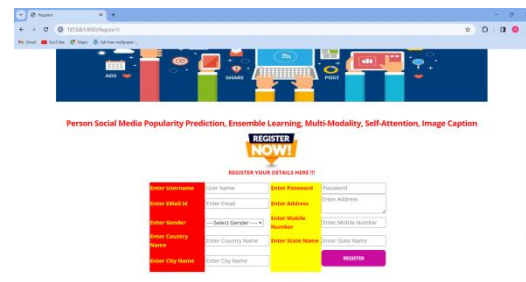 Register
127.0.0.1:8000/Register1/
Gmail YouTube Maps
ADS SHARE POST
Person Social Media Popularity Prediction, Ensemble Learning, Multi-Modality, Self-Attention, Image Caption
REGISTER
NOW!
REGISTER YOUR DETAILS HERE !!!
Enter Username User Name Enter Password Password
Enter EMail Id Enter Email Enter Address Enter Address
Enter Gender ---Select Gender --- Enter Mobile Number Enter Mobile Number
Enter Country Name Enter Country Name Enter State Name Enter State Name
Enter City Name Enter City Name REGISTER